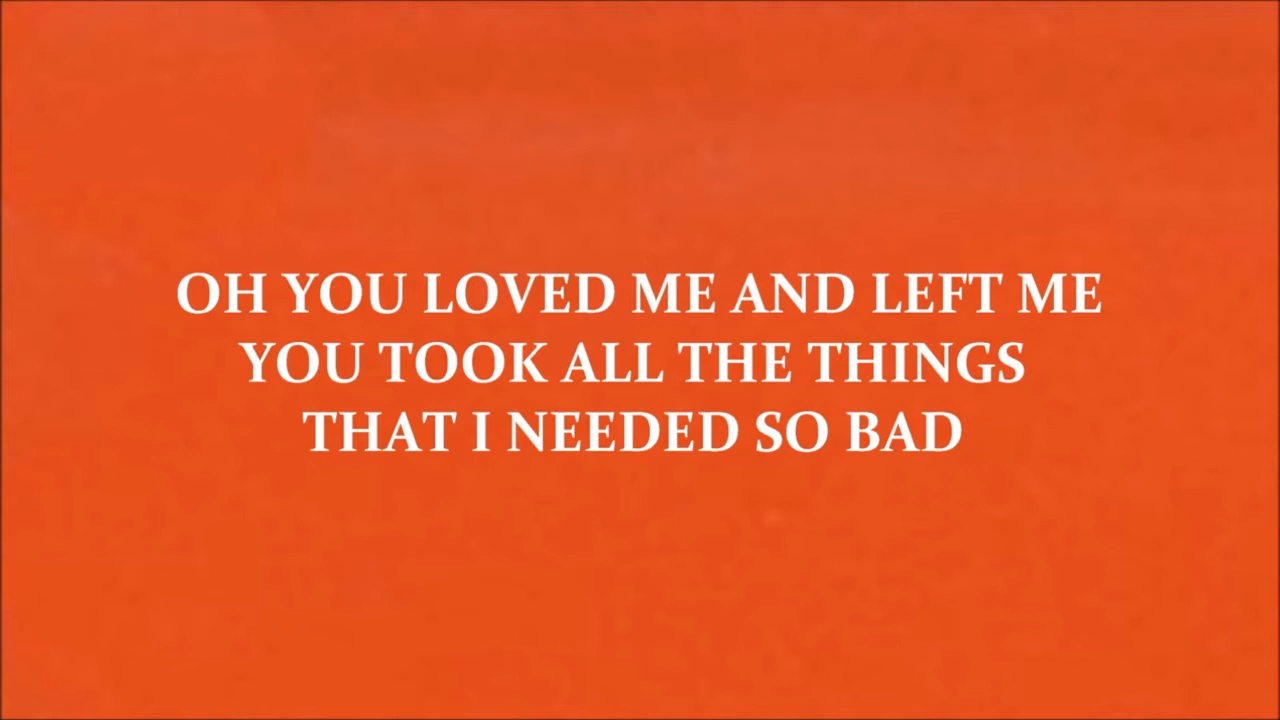 OH YOU LOVED ME AND LEFT ME
YOU TOOK ALL THE THINGS
THAT I NEEDED SO BAD